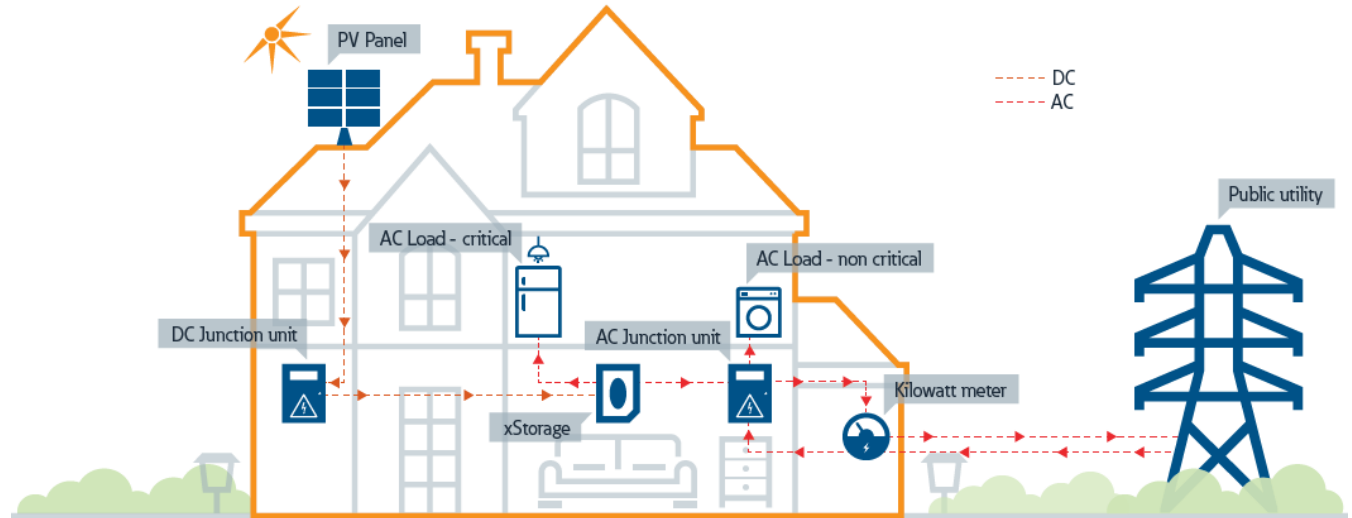 PV Panel
DC
AC
Public utility
AC Load - critical
AC Load - non critical
DC Junction unit
AC Junction unit
Kilowatt meter
xStorage